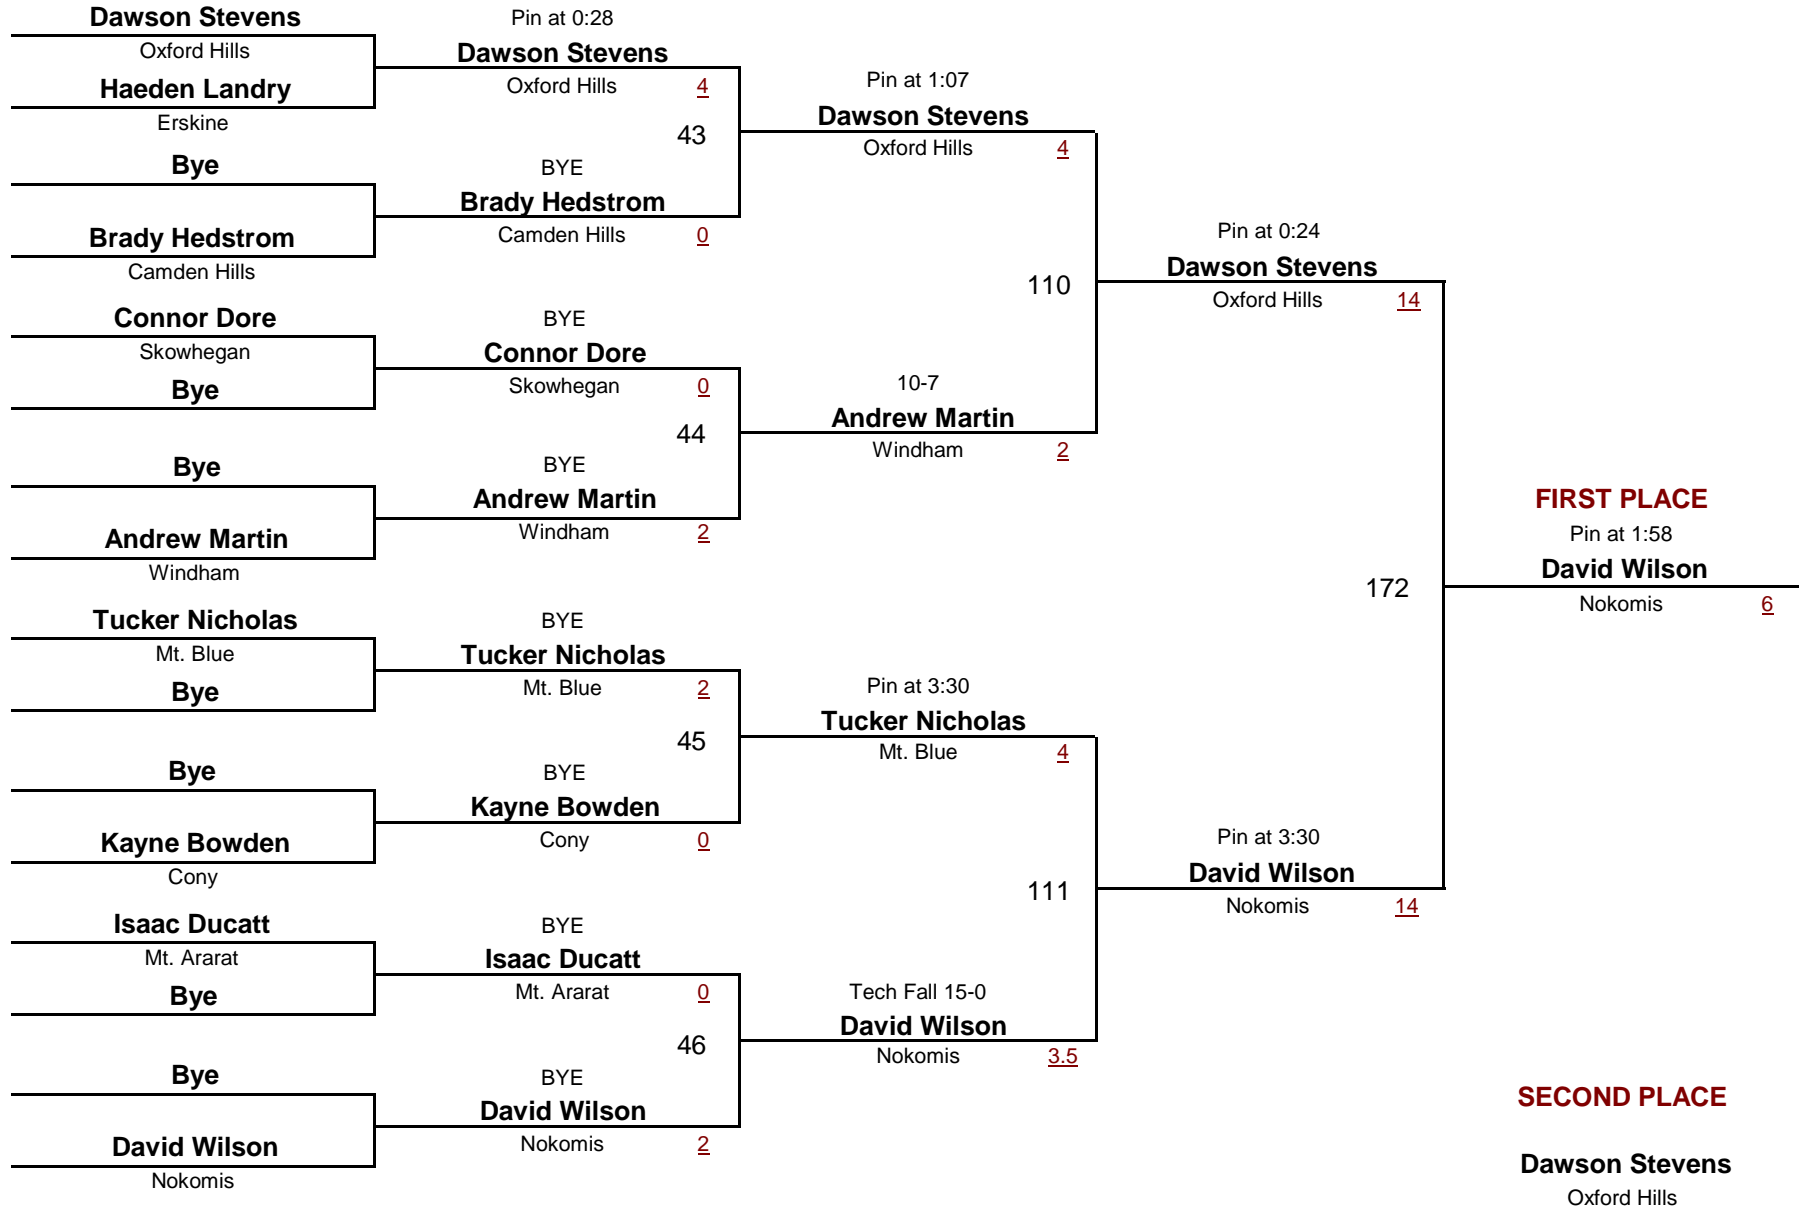 Dawson Stevens
Oxford Hills
Haeden Landry
Erskine
Bye
Brady Hedstrom
Camden Hills
Connor Dore
Skowhegan
Bye
Bye
Andrew Martin
Windham
Tucker Nicholas
Mt. Blue
Bye
Bye
Kayne Bowden
Cony
Isaac Ducatt
Mt. Ararat
Bye
Bye
David Wilson
Nokomis
Pin at 0:28
Dawson Stevens
Oxford Hills 4
43
BYE
Brady Hedstrom
Camden Hills 0
BYE
Connor Dore
Skowhegan 0
44
BYE
Andrew Martin
Windham 2
BYE
Tucker Nicholas
Mt. Blue 2
45
BYE
Kayne Bowden
Cony 0
BYE
Isaac Ducatt
Mt. Ararat 0
46
BYE
David Wilson
Nokomis 2
Pin at 1:07
Dawson Stevens
Oxford Hills 4
110
10-7
Andrew Martin
Windham 2
Pin at 3:30
Tucker Nicholas
Mt. Blue 4
111
Tech Fall 15-0
David Wilson
Nokomis 3.5
Pin at 0:24
Dawson Stevens
Oxford Hills 14
172
Pin at 3:30
David Wilson
Nokomis 14
FIRST PLACE
Pin at 1:58
David Wilson
Nokomis 6
SECOND PLACE
Dawson Stevens
Oxford Hills